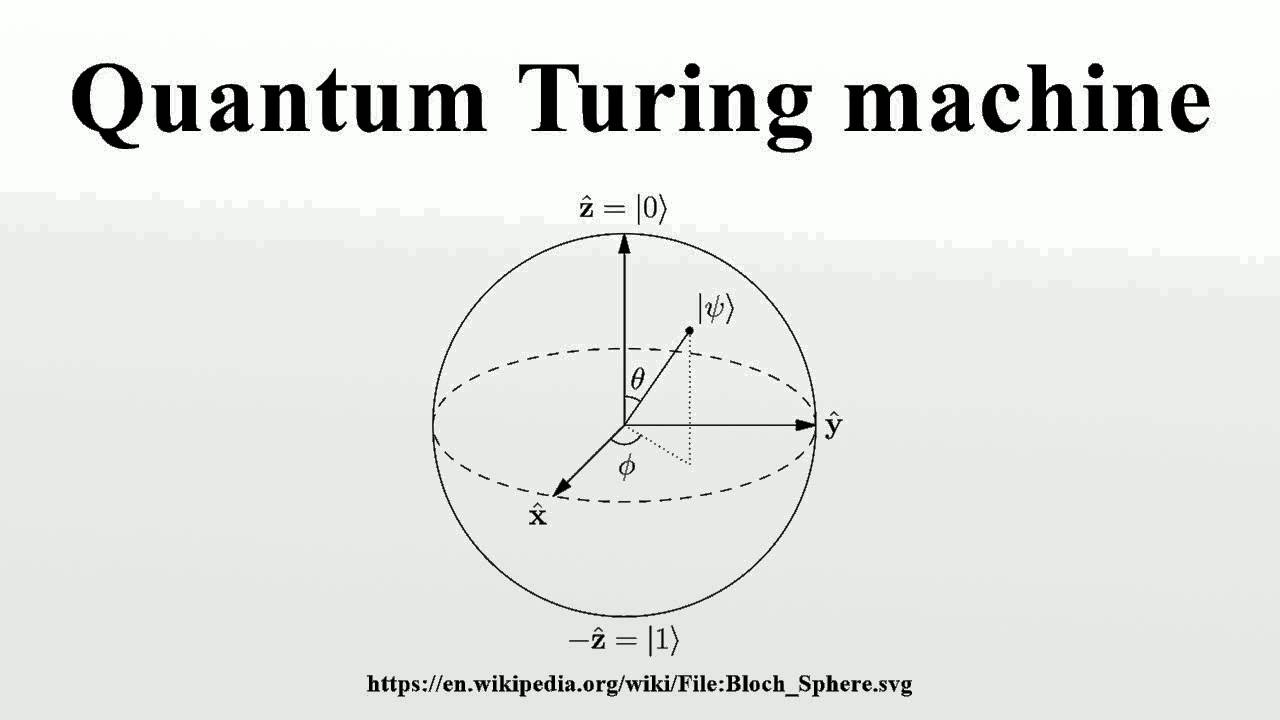 Quantum Turing machine
ẑ = |0⟩
|ψ⟩
θ
ŷ
ϕ
x̂
−ẑ = |1⟩
https://en.wikipedia.org/wiki/File:Bloch_Sphere.svg